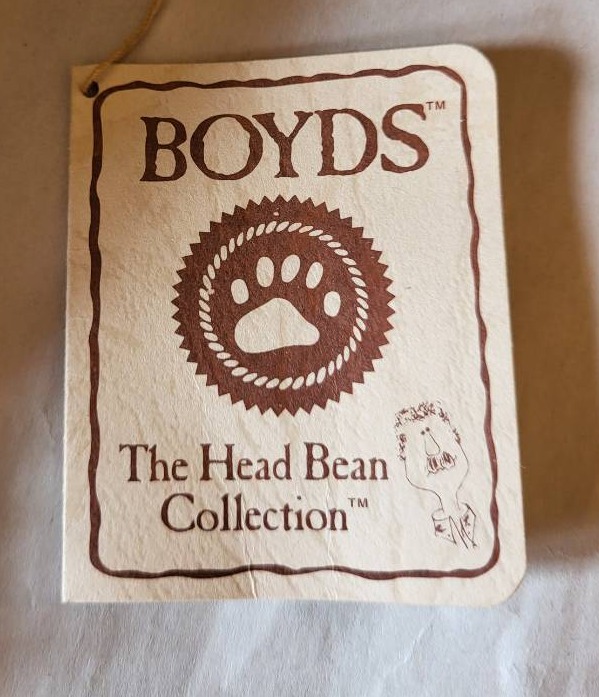 BOYDS™
The Head Bean
Collection™